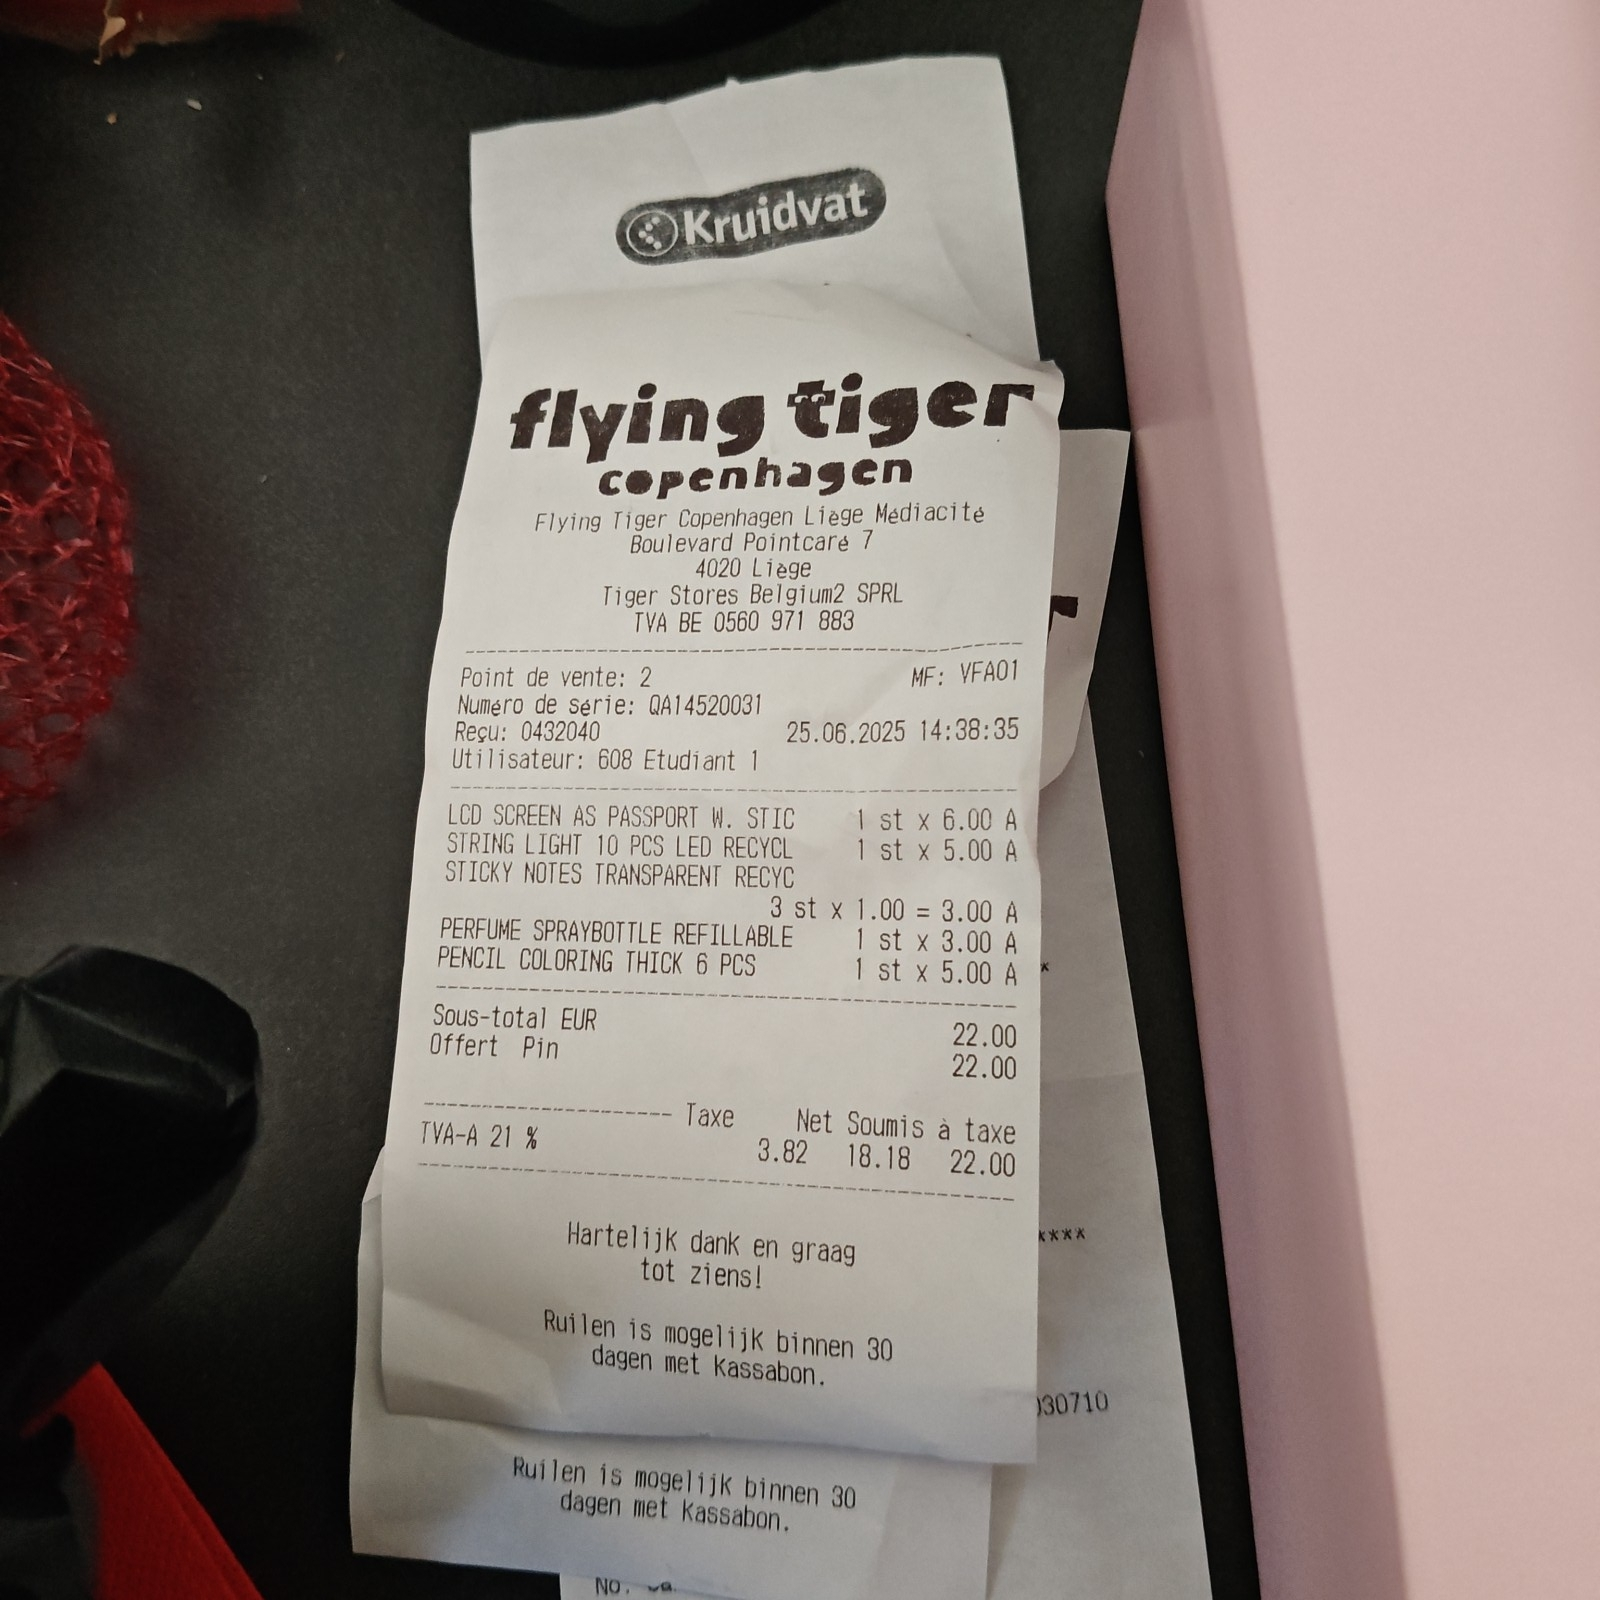 Kruidvat
flying tiger
copenhagen
Flying Tiger Copenhagen Liège Médiacité
Boulevard Pointcaré 7
4020 Liège
Tiger Stores Belgium2 SPRL
TVA BE 0560 971 883
Point de vente: 2 MF: VFA01
Numéro de série: QA14520031
Reçu: 0432040 25.06.2025 14:38:35
Utilisateur: 608 Etudiant 1
LCD SCREEN AS PASSPORT W. STIC 1 st x 6.00 A
STRING LIGHT 10 PCS LED RECYCL 1 st x 5.00 A
STICKY NOTES TRANSPARENT RECYC
3 st x 1.00 = 3.00 A
PERFUME SPRAYBOTTLE REFILLABLE 1 st x 3.00 A
PENCIL COLORING THICK 6 PCS 1 st x 5.00 A
Sous-total EUR 22.00
Offert Pin 22.00
Taxe Net Soumis à taxe
TVA-A 21 % 3.82 18.18 22.00
Hartelijk dank en graag
tot ziens!
Ruilen is mogelijk binnen 30
dagen met kassabon.
****
030710
Ruilen is mogelijk binnen 30
dagen met kassabon.
No.